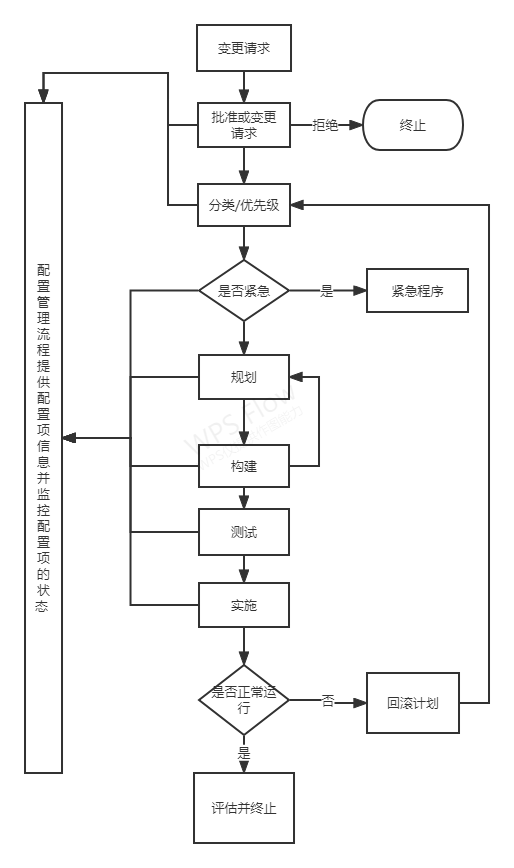 变更请求
批准或变更
请求
拒绝
终止
分类/优先级
是否紧急
是
紧急程序
规划
构建
测试
实施
是否正常运
行
否
回滚计划
是
评估并终止
配置管理流程提供配置项信息并监控配置项的状态
WPS Flow